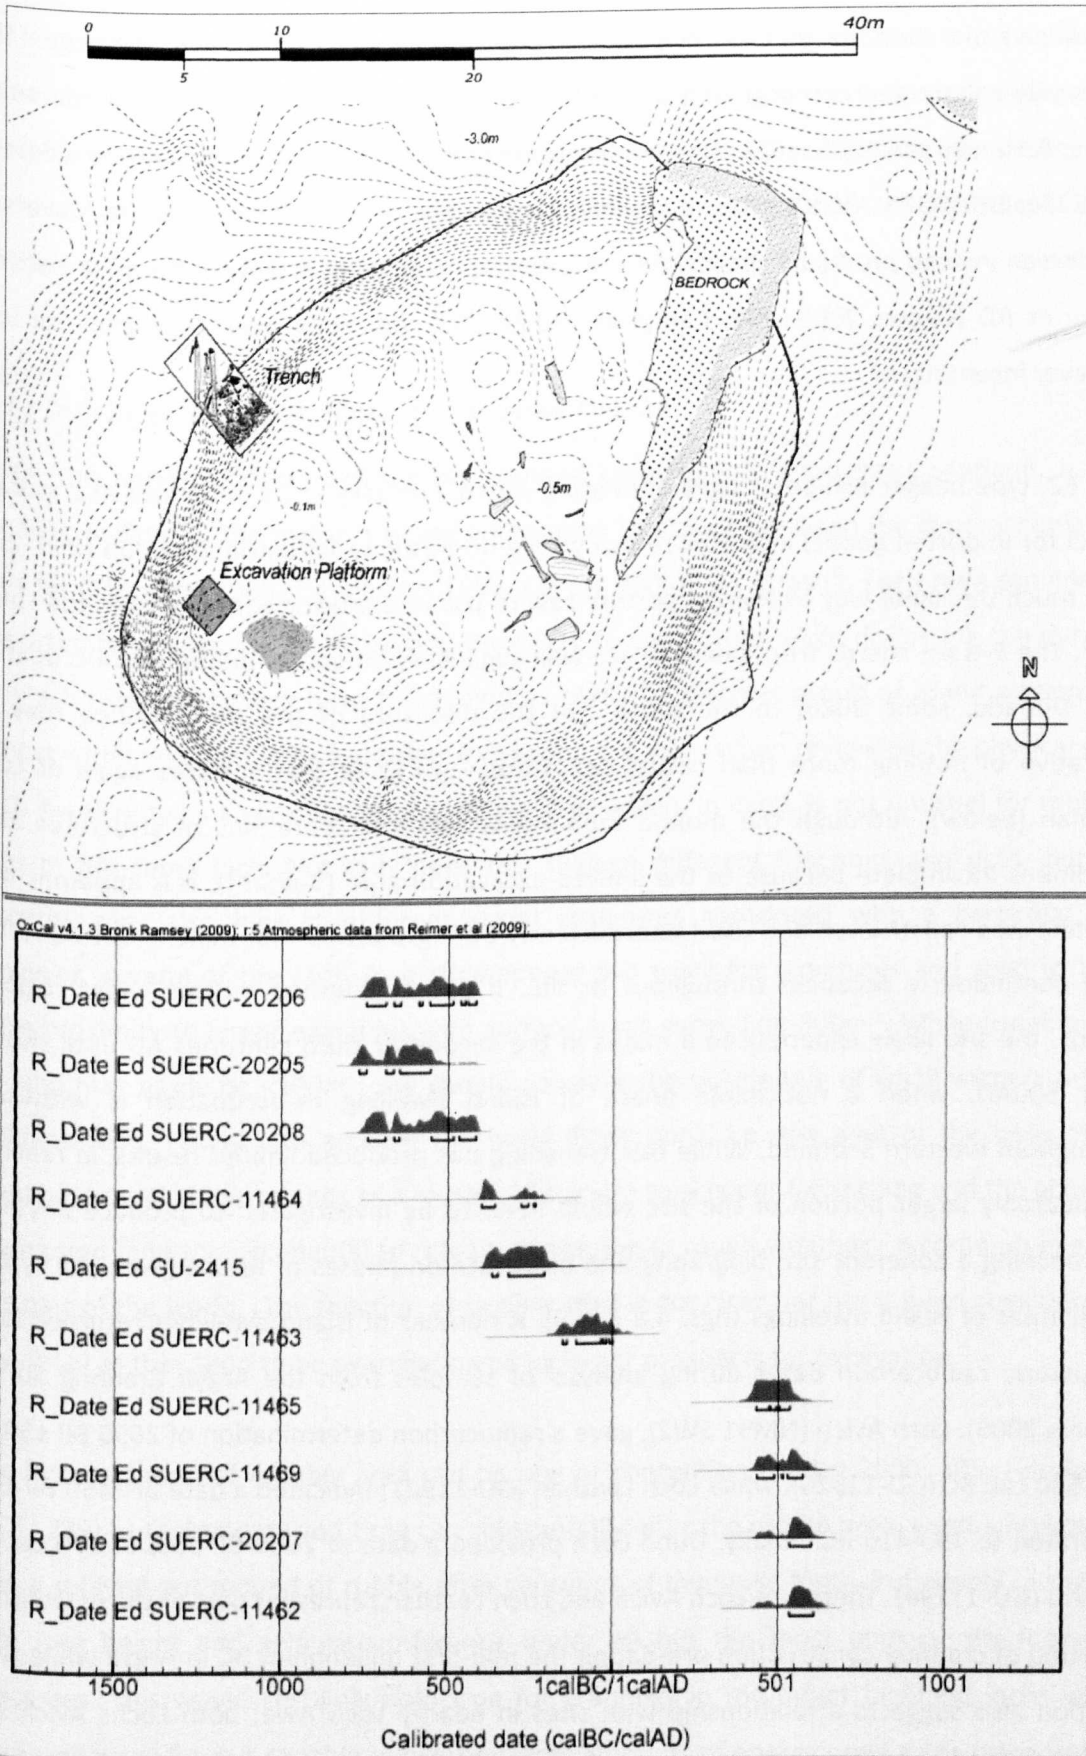 0
10
40m
5
20
-3.0m
BEDROCK
Trench
-0.5m
-0.1m
Excavation Platform
N
OxCal v4.1.3 Bronk Ramsey (2009); r:5 Atmospheric data from Reimer et al (2009);
R_Date Ed SUERC-20206
R_Date Ed SUERC-20205
R_Date Ed SUERC-20208
R_Date Ed SUERC-11464
R_Date Ed GU-2415
R_Date Ed SUERC-11463
R_Date Ed SUERC-11465
R_Date Ed SUERC-11469
R_Date Ed SUERC-20207
R_Date Ed SUERC-11462
1500 1000 500 1calBC/1calAD 501 1001
Calibrated date (calBC/calAD)